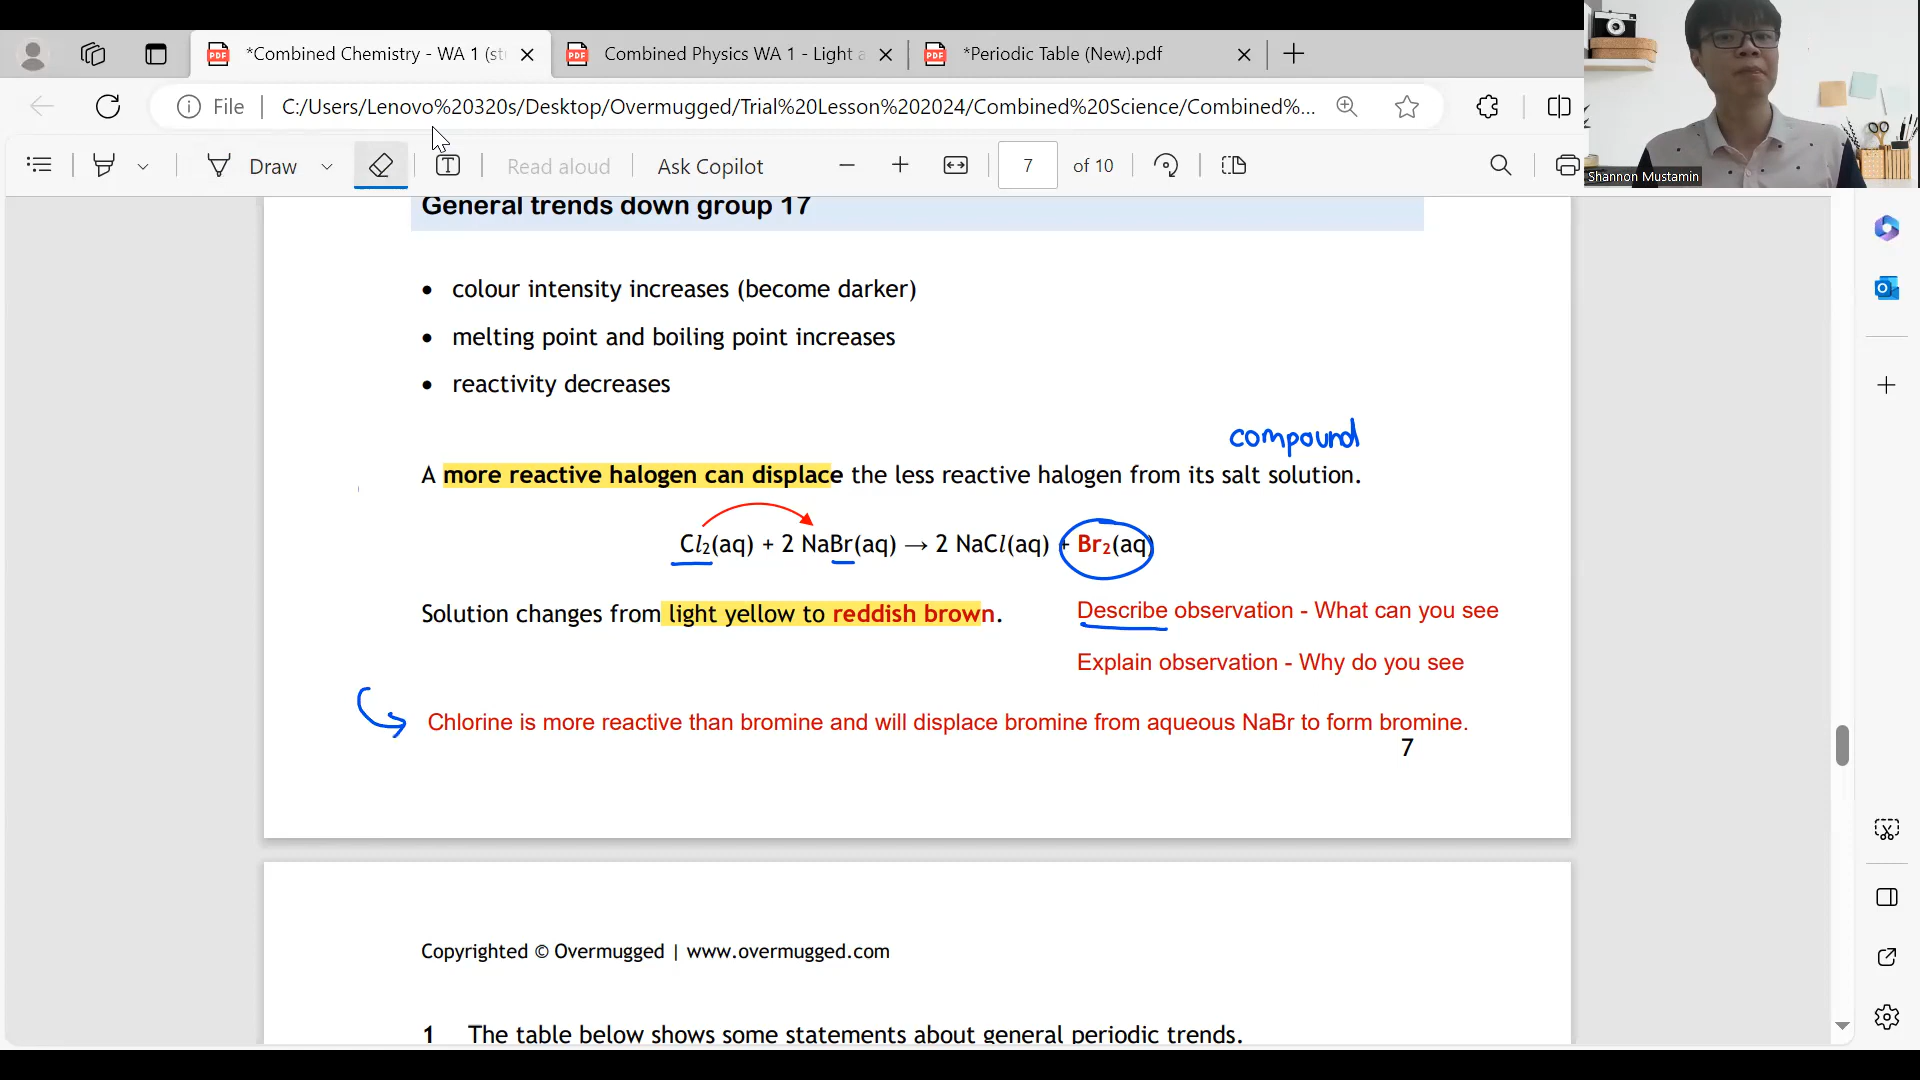 *Combined Chemistry - WA 1 (st
Combined Physics WA 1 - Light a
*Periodic Table (New).pdf
File
C:/Users/Lenovo%20320s/Desktop/Overmugged/Trial%20Lesson%202024/Combined%20Science/Combined%...
Draw
Read aloud
Ask Copilot
7
of 10
Shannon Mustamin
General trends down group 17
• colour intensity increases (become darker)
• melting point and boiling point increases
• reactivity decreases
compound
A more reactive halogen can displace the less reactive halogen from its salt solution.
Cl₂(aq) + 2 NaBr(aq) → 2 NaCl(aq) + Br₂(aq)
Solution changes from light yellow to reddish brown.
Describe observation - What can you see
Explain observation - Why do you see
Chlorine is more reactive than bromine and will displace bromine from aqueous NaBr to form bromine.
7
Copyrighted © Overmugged | www.overmugged.com
1 The table below shows some statements about general periodic trends.